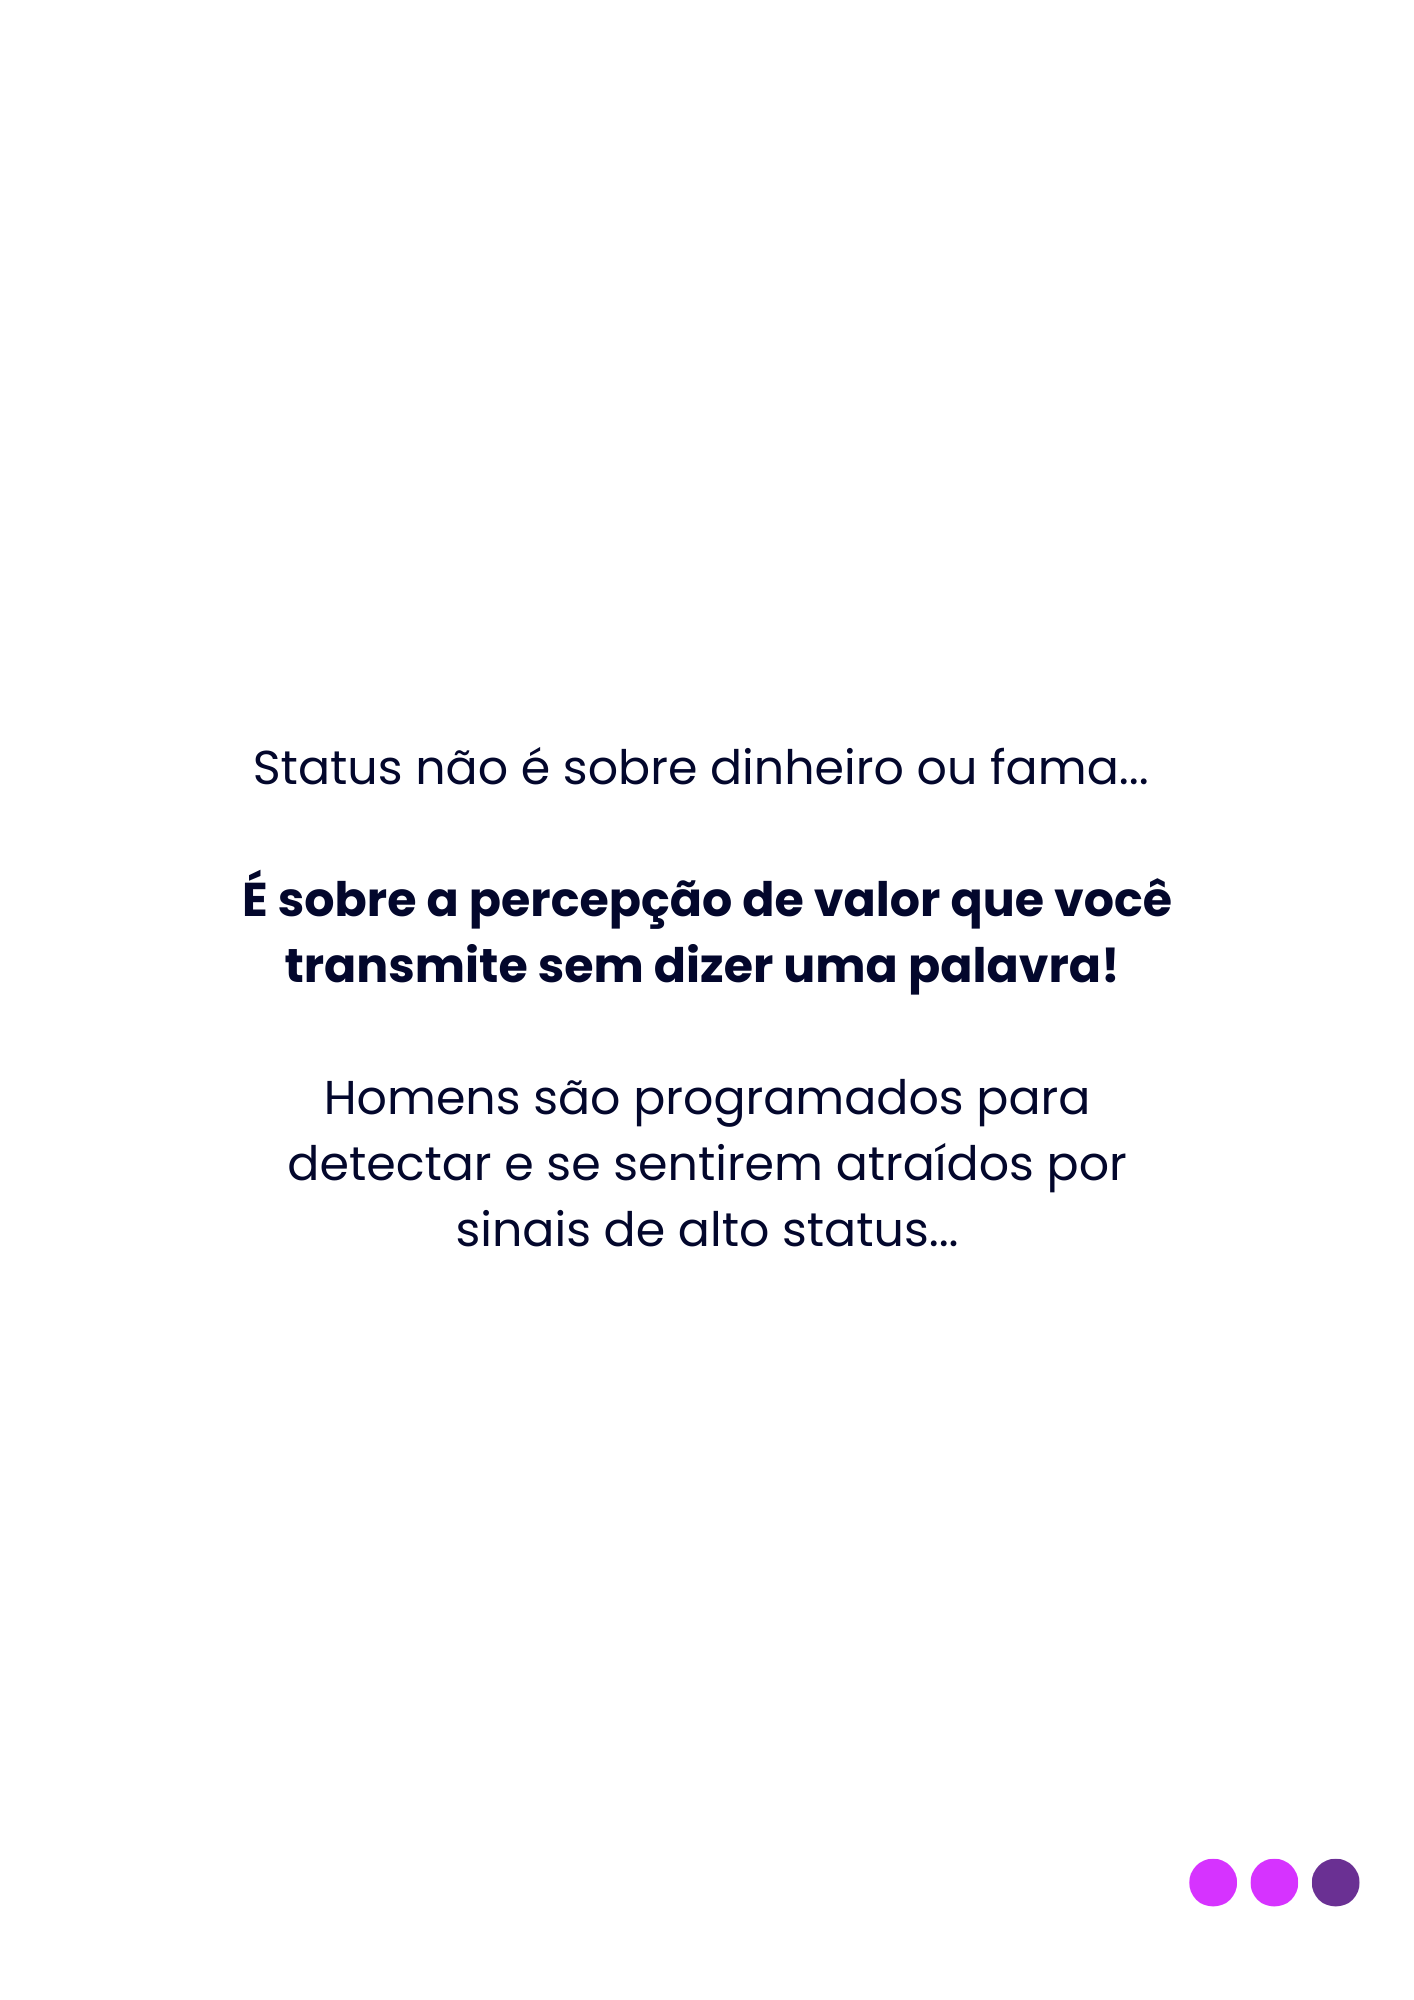 Status não é sobre dinheiro ou fama...
É sobre a percepção de valor que você
transmite sem dizer uma palavra!
Homens são programados para
detectar e se sentirem atraídos por
sinais de alto status...